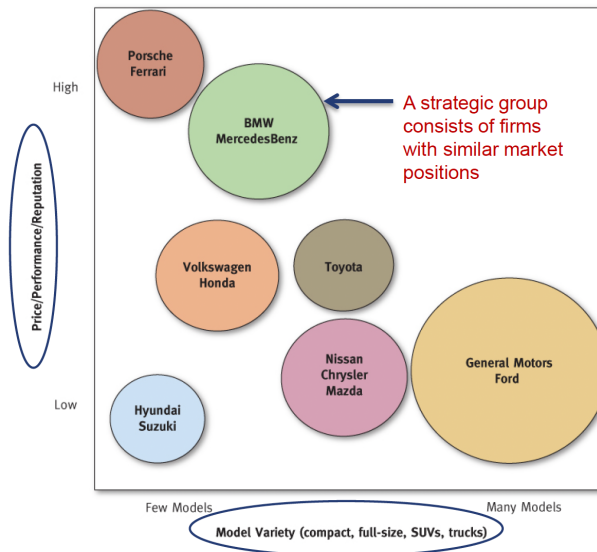 Porsche
Ferrari
High
BMW
MercedesBenz
A strategic group
consists of firms
with similar market
positions
Price/Performance/Reputation
Volkswagen
Honda
Toyota
Nissan
Chrysler
Mazda
General Motors
Ford
Low
Hyundai
Suzuki
Few Models
Many Models
Model Variety (compact, full-size, SUVs, trucks)